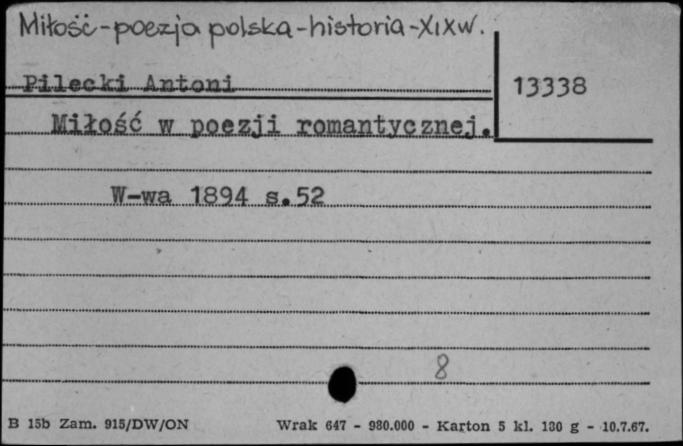 Miłość-poezja polska-historia-XIXw.
Pilecki Antoni
13338
Miłość w poezji romantycznej.
W-wa 1894 s.52
8
B 15b Zam. 915/DW/ON Wrak 647 - 980.000 - Karton 5 kl. 180 g - 10.7.67.